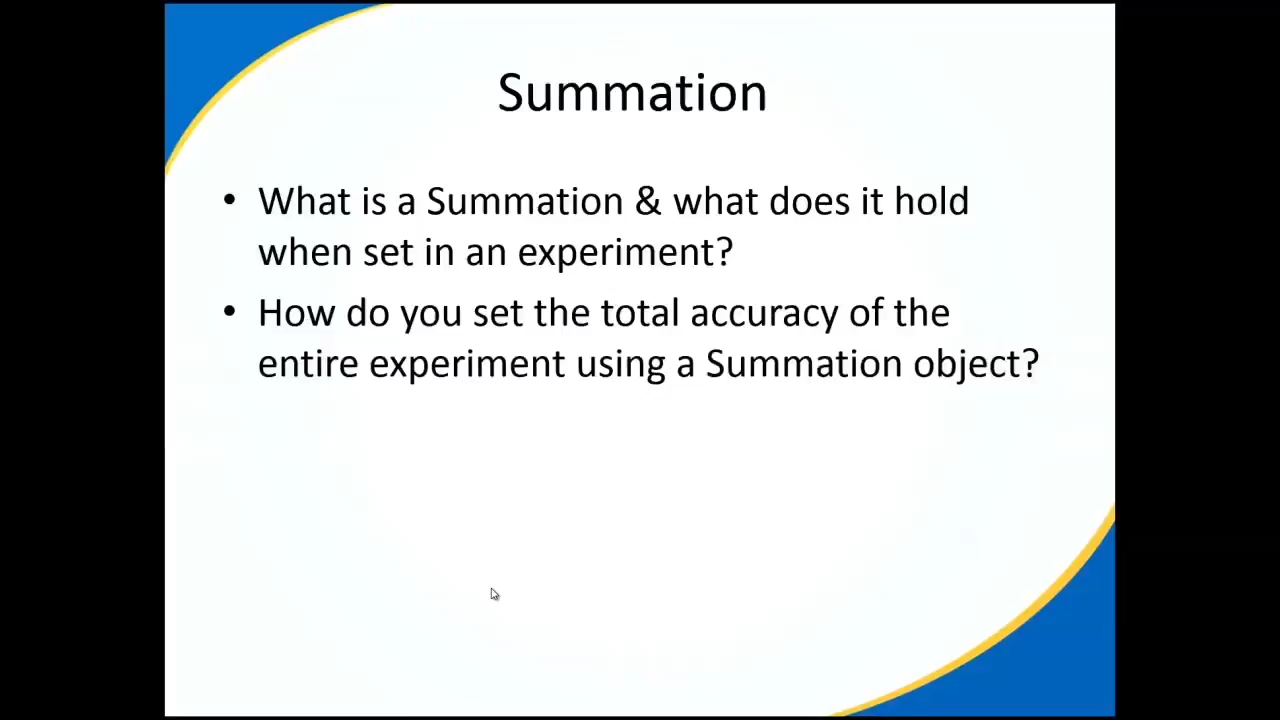 Summation
• What is a Summation & what does it hold
when set in an experiment?
• How do you set the total accuracy of the
entire experiment using a Summation object?